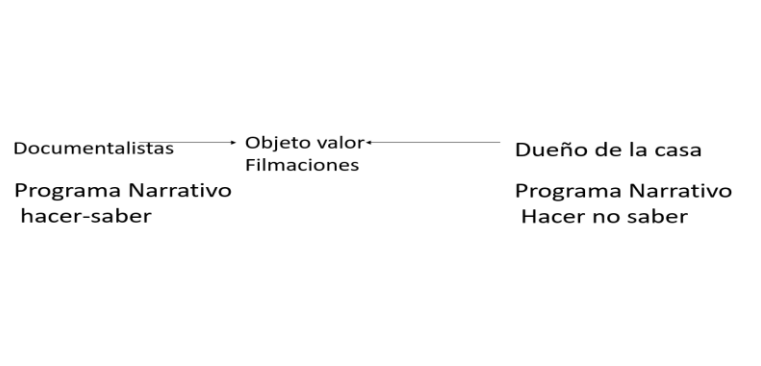 Documentalistas
Programa Narrativo
hacer-saber
Objeto valor
Filmaciones
Dueño de la casa
Programa Narrativo
Hacer no saber